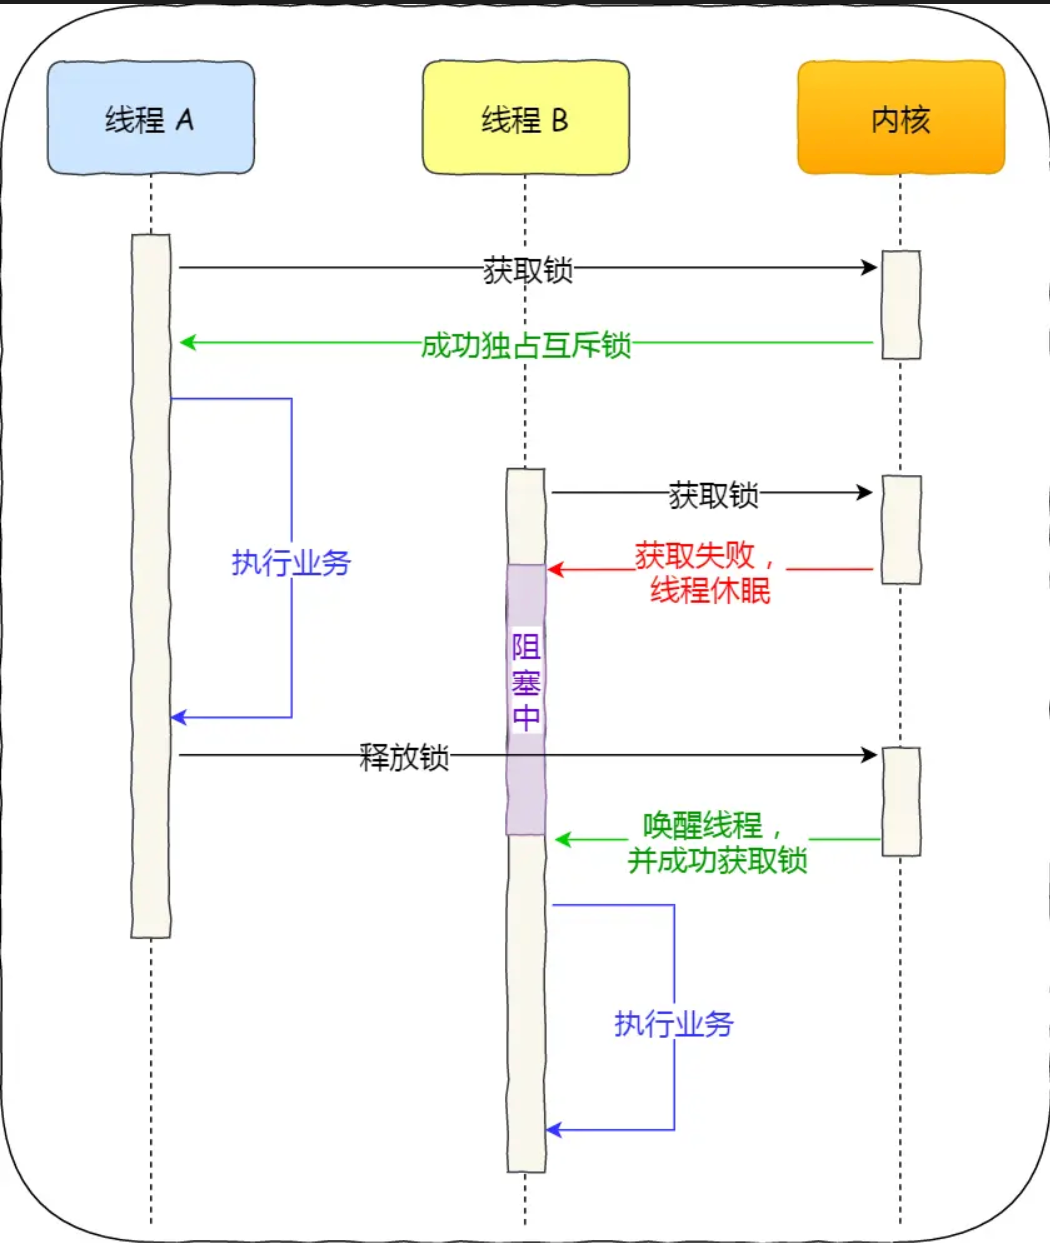 线程 A
线程 B
内核
获取锁
成功独占互斥锁
获取锁
执行业务
获取失败，
线程休眠
阻
塞
中
释放锁
唤醒线程，
并成功获取锁
执行业务